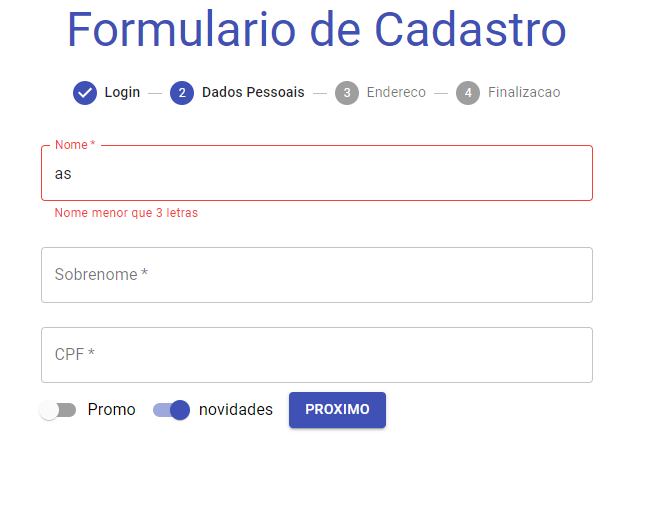 Formulario de Cadastro
Login 2 Dados Pessoais 3 Endereco 4 Finalizacao
Nome *
as
Nome menor que 3 letras
Sobrenome *
CPF *
Promo novidades PROXIMO